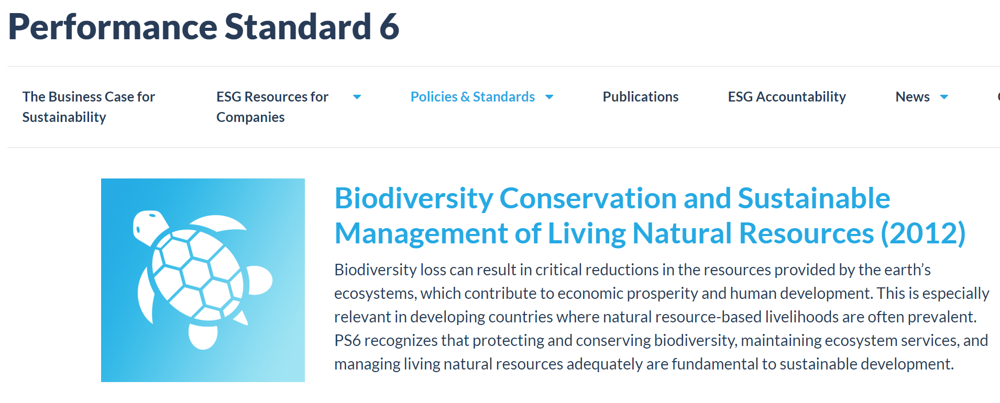 Performance Standard 6
The Business Case for
Sustainability
ESG Resources for
Companies
Policies & Standards
Publications
ESG Accountability
News
Biodiversity Conservation and Sustainable
Management of Living Natural Resources (2012)
Biodiversity loss can result in critical reductions in the resources provided by the earth’s
ecosystems, which contribute to economic prosperity and human development. This is especially
relevant in developing countries where natural resource-based livelihoods are often prevalent.
PS6 recognizes that protecting and conserving biodiversity, maintaining ecosystem services, and
managing living natural resources adequately are fundamental to sustainable development.